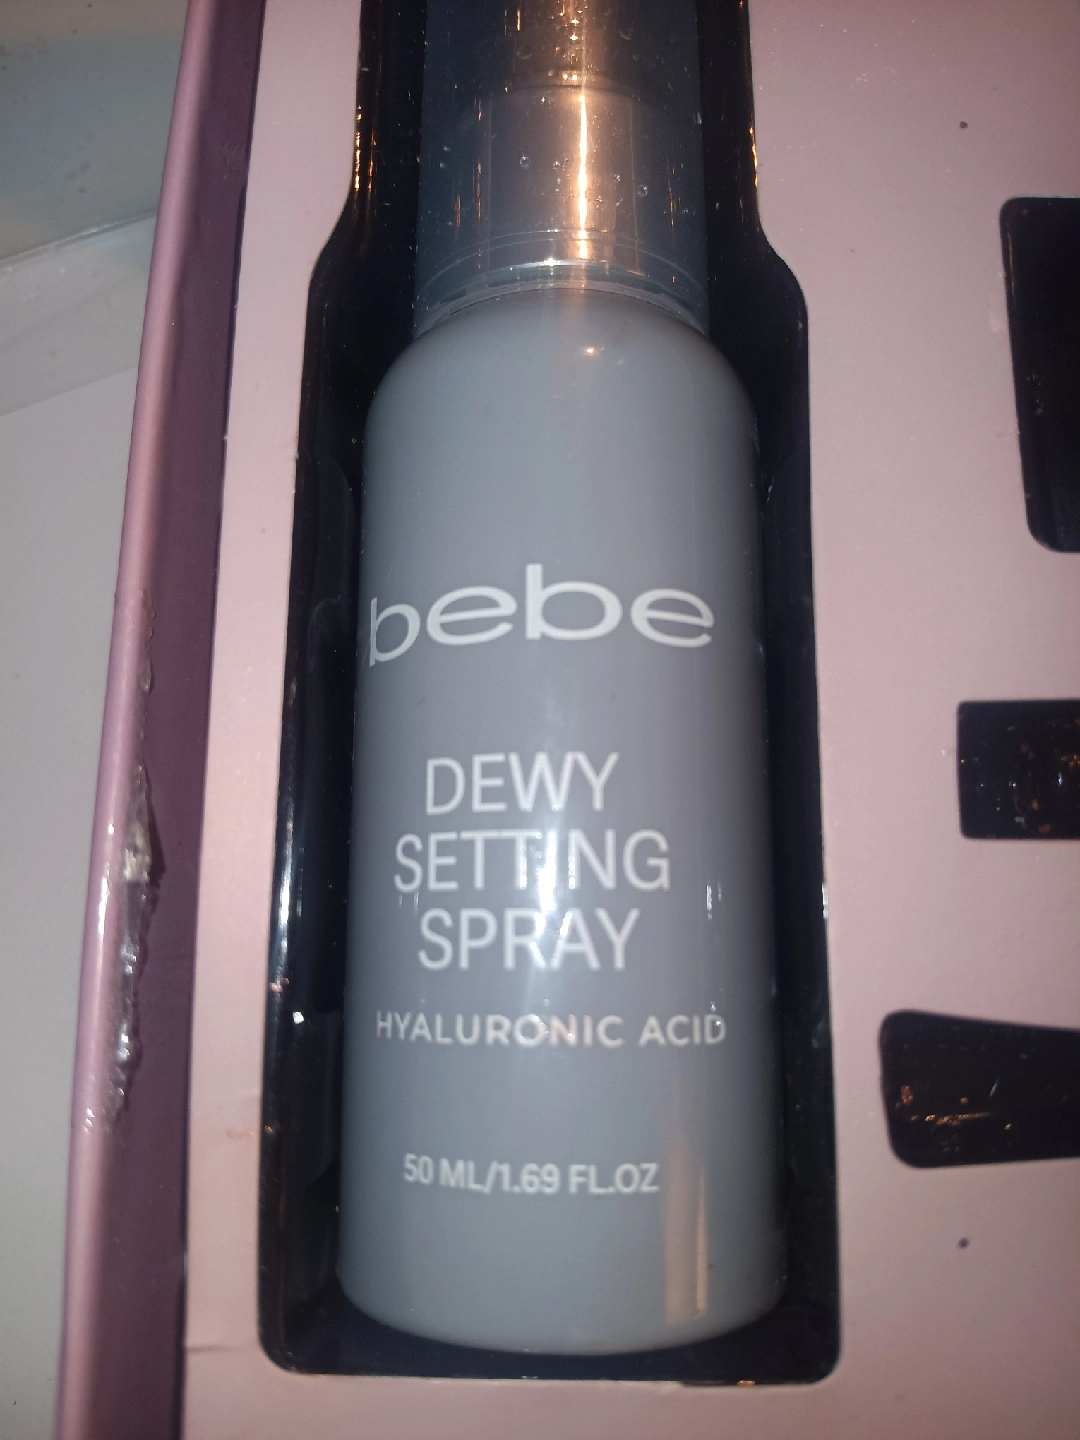 bebe
DEWY
SETTING
SPRAY
HYALURONIC ACID
50 ML/1.69 FL.OZ